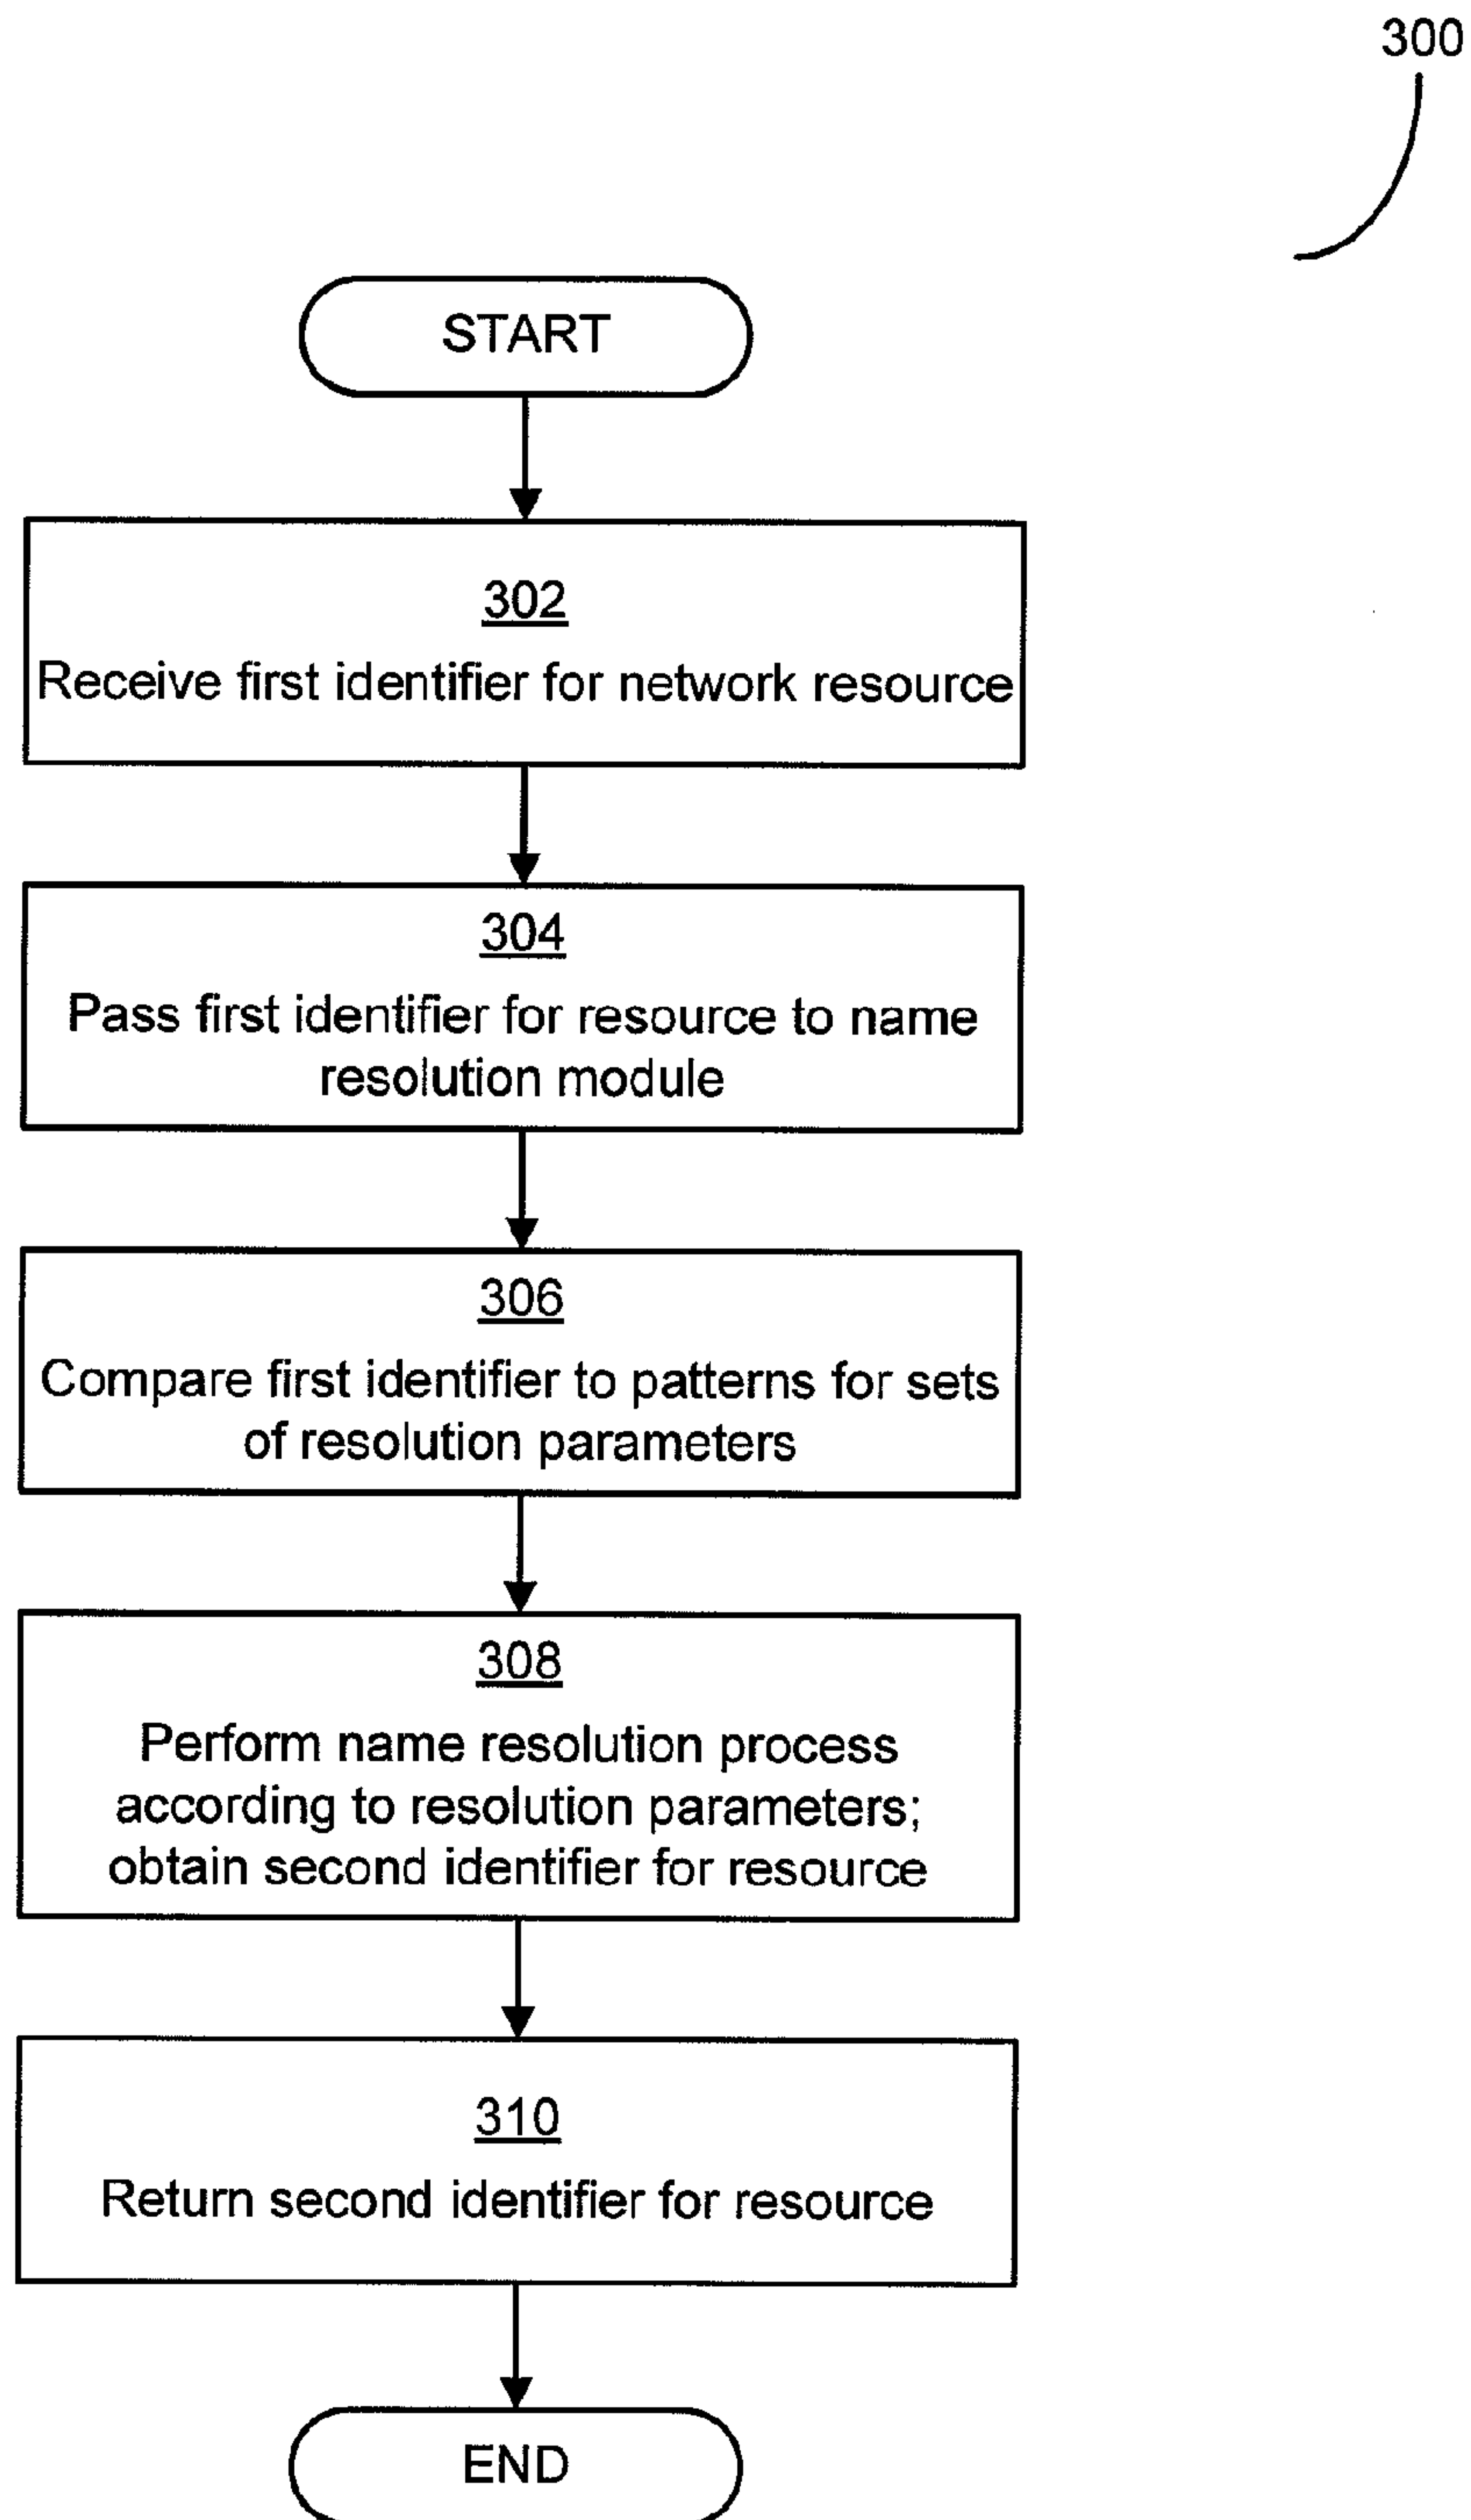 300
START
302
Receive first identifier for network resource
304
Pass first identifier for resource to name
resolution module
306
Compare first identifier to patterns for sets
of resolution parameters
308
Perform name resolution process
according to resolution parameters;
obtain second identifier for resource
310
Return second identifier for resource
END